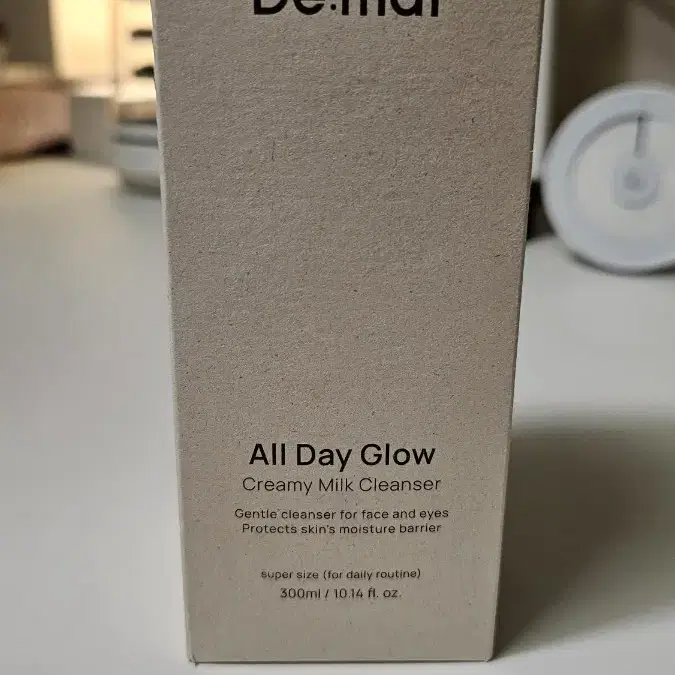 All Day Glow
Creamy Milk Cleanser
Gentle cleanser for face and eyes
Protects skin's moisture barrier
super size (for daily routine)
300ml / 10.14 fl. oz.